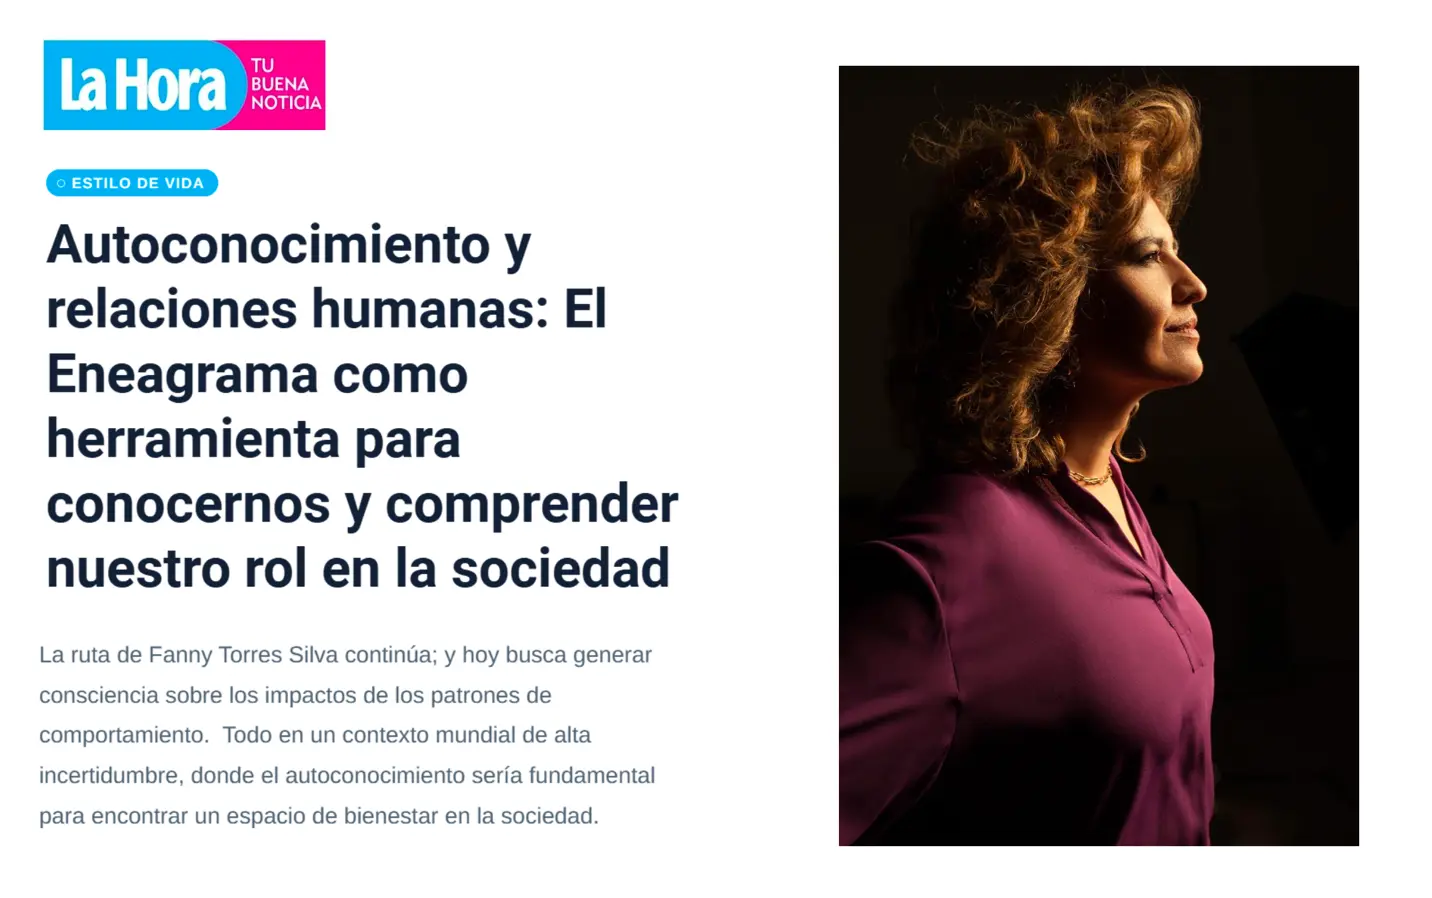 La Hora
TU
BUENA
NOTICIA
ESTILO DE VIDA
Autoconocimiento y
relaciones humanas: El
Eneagrama como
herramienta para
conocernos y comprender
nuestro rol en la sociedad
La ruta de Fanny Torres Silva continúa; y hoy busca generar
consciencia sobre los impactos de los patrones de
comportamiento.  Todo en un contexto mundial de alta
incertidumbre, donde el autoconocimiento sería fundamental
para encontrar un espacio de bienestar en la sociedad.